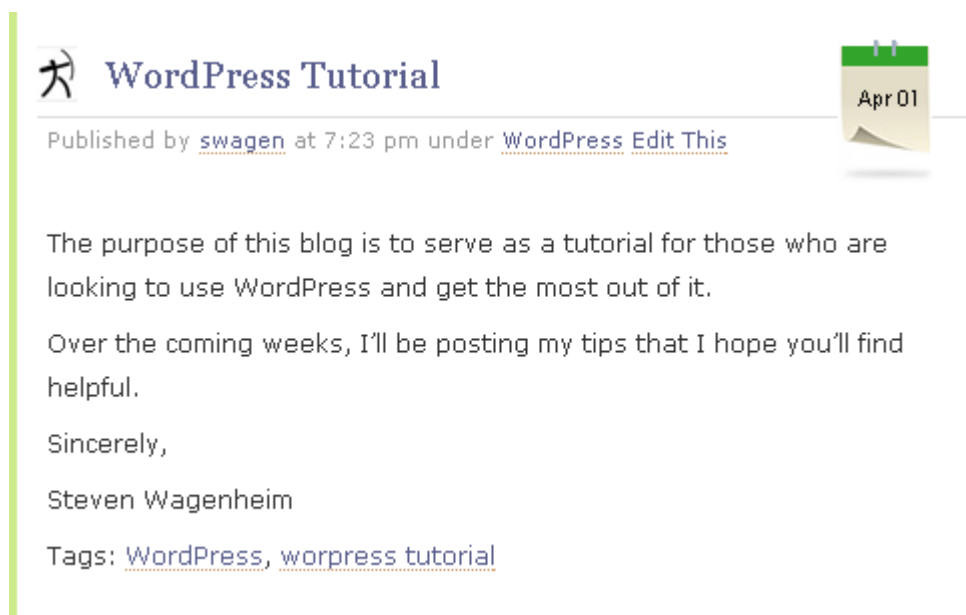 WordPress Tutorial
Apr 01
Published by swagen at 7:23 pm under WordPress Edit This
The purpose of this blog is to serve as a tutorial for those who are
looking to use WordPress and get the most out of it.
Over the coming weeks, I'll be posting my tips that I hope you'll find
helpful.
Sincerely,
Steven Wagenheim
Tags: WordPress, worpress tutorial